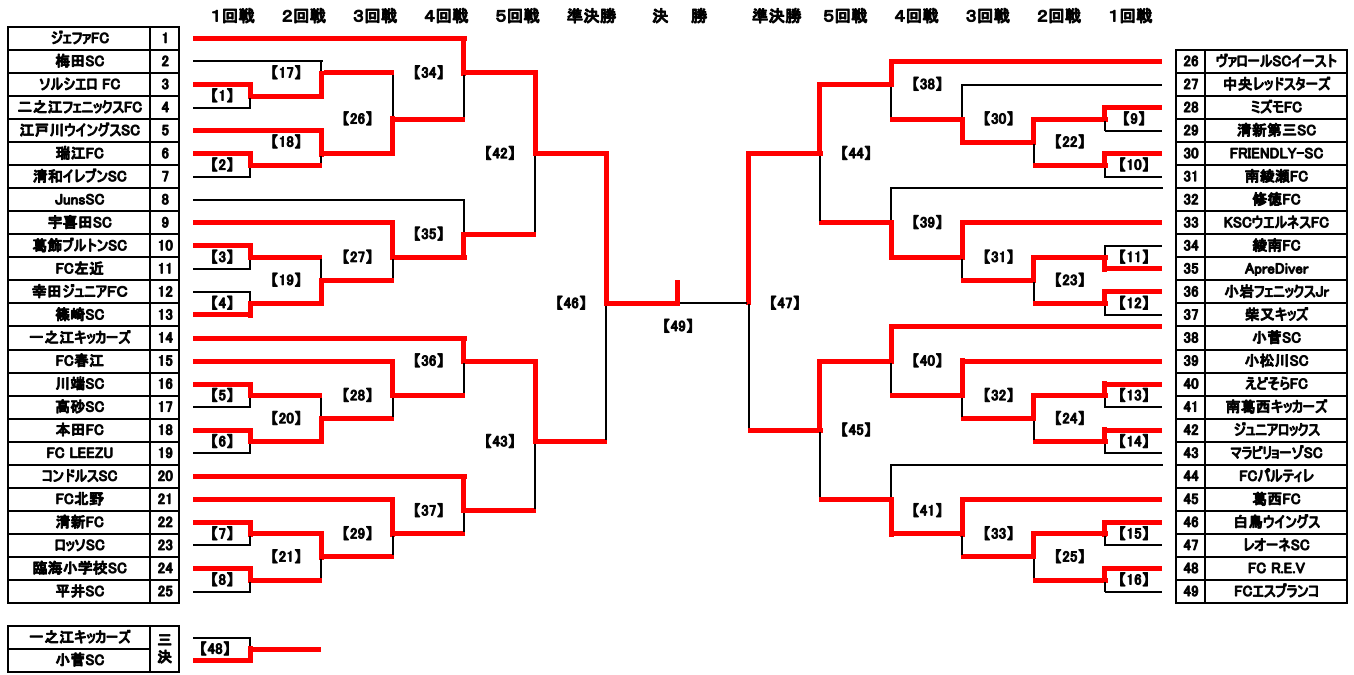 1回戦 2回戦 3回戦 4回戦 5回戦 準決勝 決 勝 準決勝 5回戦 4回戦 3回戦 2回戦 1回戦
ジェファFC 1
梅田SC 2
ソルシエロ FC 3
二之江フェニックスFC 4
江戸川ウイングスSC 5
瑞江FC 6
清和イレブンSC 7
JunsSC 8
宇喜田SC 9
葛飾ブルトンSC 10
FC左近 11
幸田ジュニアFC 12
篠崎SC 13
一之江キッカーズ 14
FC春江 15
川端SC 16
高砂SC 17
本田FC 18
FC LEEZU 19
コンドルスSC 20
FC北野 21
清新FC 22
ロッソSC 23
臨海小学校SC 24
平井SC 25
【1】
【2】
【3】
【4】
【5】
【6】
【7】
【8】
【17】
【18】
【19】
【20】
【21】
【26】
【27】
【28】
【29】
【34】
【35】
【36】
【37】
【42】
【43】
【46】
【49】
【47】
【44】
【45】
【38】
【39】
【40】
【41】
【30】
【31】
【32】
【33】
【22】
【23】
【24】
【25】
【9】
【10】
【11】
【12】
【13】
【14】
【15】
【16】
26 ヴァロールSCイースト
27 中央レッドスターズ
28 ミズモFC
29 清新第三SC
30 FRIENDLY-SC
31 南綾瀬FC
32 修徳FC
33 KSCウエルネスFC
34 綾南FC
35 ApreDiver
36 小岩フェニックスJr
37 柴又キッズ
38 小菅SC
39 小松川SC
40 えどそらFC
41 南葛西キッカーズ
42 ジュニアロックス
43 マラビリョーゾSC
44 FCパルティレ
45 葛西FC
46 白鳥ウイングス
47 レオーネSC
48 FC R.E.V
49 FCエスプランコ
一之江キッカーズ
小菅SC
三決
【48】